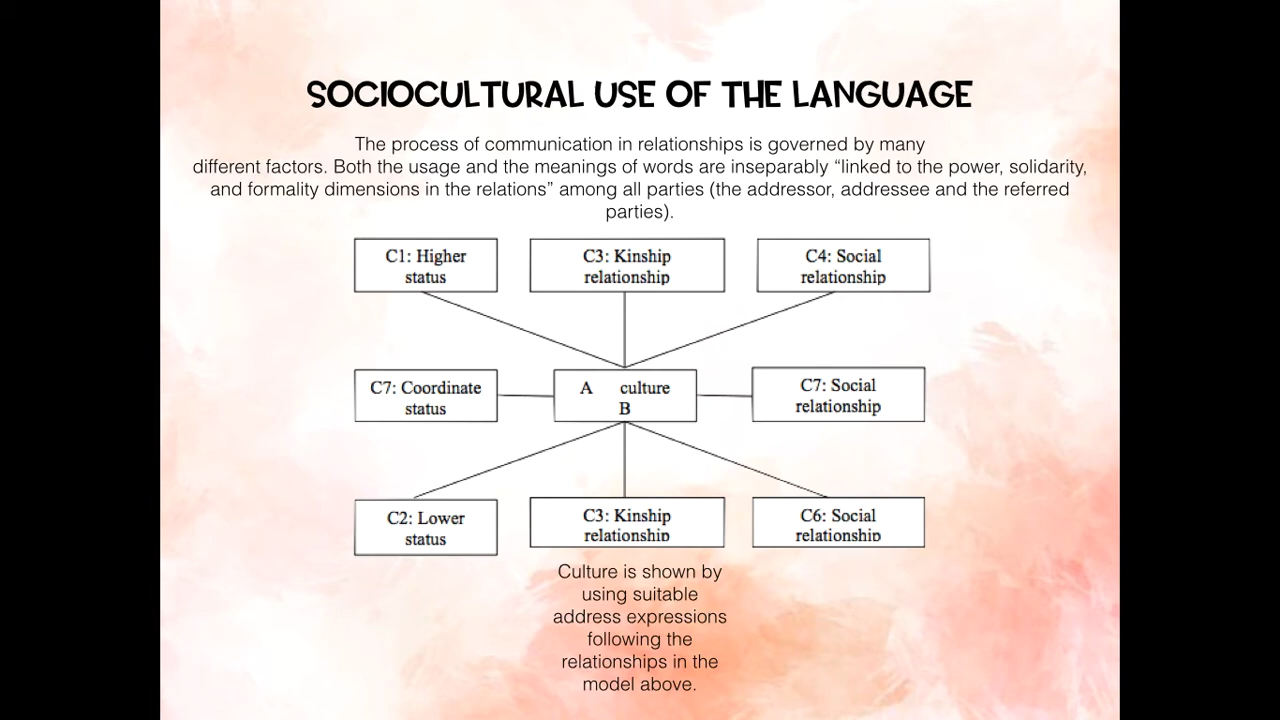 SOCIOCULTURAL USE OF THE LANGUAGE
The process of communication in relationships is governed by many
different factors. Both the usage and the meanings of words are inseparably “linked to the power, solidarity,
and formality dimensions in the relations” among all parties (the addressor, addressee and the referred
parties).
C1: Higher
status
C3: Kinship
relationship
C4: Social
relationship
C7: Coordinate
status
A culture
B
C7: Social
relationship
C2: Lower
status
C3: Kinship
relationship
C6: Social
relationship
Culture is shown by
using suitable
address expressions
following the
relationships in the
model above.